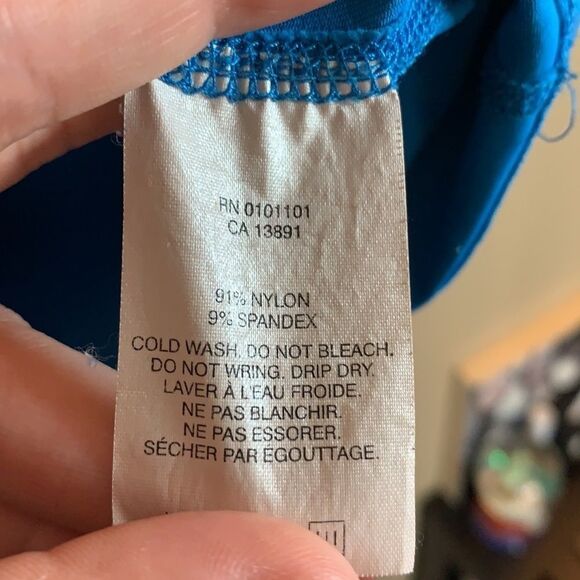 RN 0101101
CA 13891
91% NYLON
9% SPANDEX
COLD WASH. DO NOT BLEACH.
DO NOT WRING. DRIP DRY.
LAVER À L'EAU FROIDE.
NE PAS BLANCHIR.
NE PAS ESSORER.
SÉCHER PAR ÉGOUTTAGE.